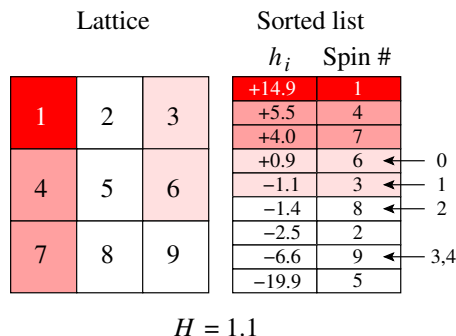 Lattice
Sorted list
h_i Spin #
1 2 3
4 5 6
7 8 9
+14.9 1
+5.5 4
+4.0 7
+0.9 6 0
−1.1 3 1
−1.4 8 2
−2.5 2
−6.6 9 3,4
−19.9 5
H = 1.1